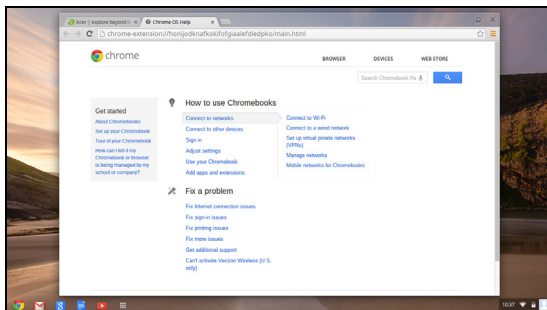 Acer | explore beyond li
Chrome OS Help
chrome-extension://honijodknafkokifofgiaalefdiedpko/main.html
chrome
BROWSER DEVICES WEB STORE
Search Chromebook He
Get started
About Chromebooks
Set up your Chromebook
Tour of your Chromebook
How can I tell if my
Chromebook or browser
is being managed by my
school or company?
How to use Chromebooks
Connect to networks
Connect to other devices
Sign in
Adjust settings
Use your Chromebook
Add apps and extensions
Connect to Wi-Fi
Connect to a wired network
Set up virtual private networks
(VPNs)
Manage networks
Mobile networks for Chromebooks
Fix a problem
Fix Internet connection issues
Fix sign-in issues
Fix printing issues
Fix more issues
Get additional support
Can't activate Verizon Wireless (U.S.
only)
10:37